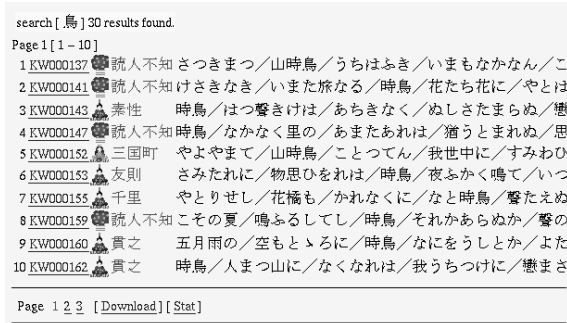 search [ 鳥 ] 30 results found.
Page 1 [ 1 – 10 ]
1 KW000137 読人不知 さつきまつ／山時鳥／うちはふき／いまもなかなん／こ
2 KW000141 読人不知 けさきなき／いまた旅なる／時鳥／花たち花に／やとは
3 KW000143 素性 時鳥／はつ聲きけは／あちきなく／ぬしさたまらぬ／戀
4 KW000147 読人不知 時鳥／なかなく里の／あまたあれは／猶うとまれぬ／思
5 KW000152 三国町 やよやまて／山時鳥／ことつてん／我世中に／すみわひ
6 KW000153 友則 さみたれに／物思ひをれは／時鳥／夜ふかく鳴て／いつ
7 KW000155 千里 やとりせし／花橘も／かれなくに／なと時鳥／聲たえぬ
8 KW000159 読人不知 こその夏／鳴ふるしてし／時鳥／それかあらぬか／聲の
9 KW000160 貫之 五月雨の／空もとゝろに／時鳥／なにをうしとか／よた
10 KW000162 貫之 時鳥／人まつ山に／なくなれは／我うちつけに／戀まさ
Page 1 2 3 [ Download ] [ Stat ]